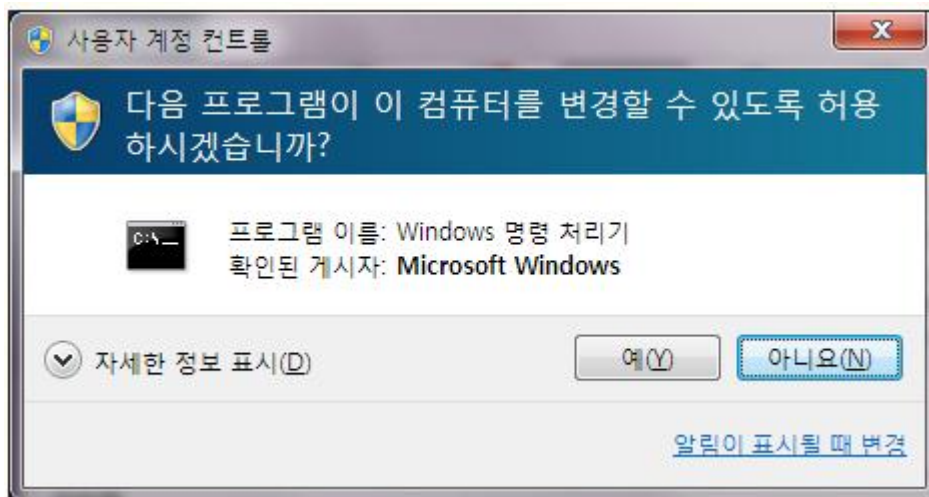 사용자 계정 컨트롤
다음 프로그램이 이 컴퓨터를 변경할 수 있도록 허용
하시겠습니까?
C:\
프로그램 이름: Windows 명령 처리기
확인된 게시자: Microsoft Windows
자세한 정보 표시(D)
예(Y)
아니요(N)
알림이 표시될 때 변경